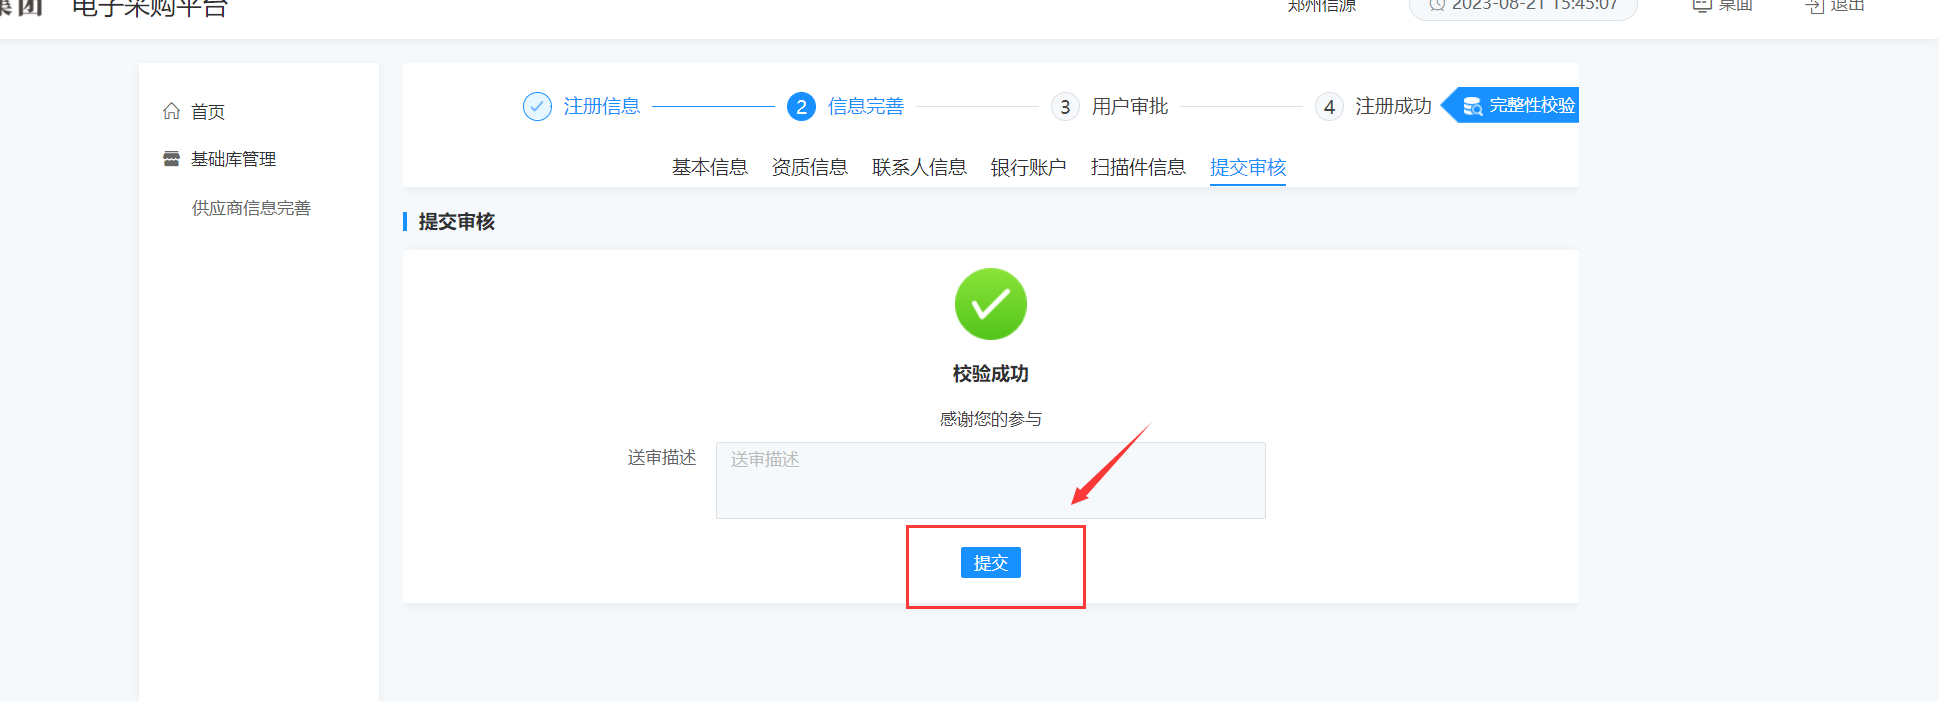 集团 电子采购平台
郑州信源 2023-08-21 15:45:07 桌面 退出
首页
基础库管理
供应商信息完善
注册信息 2 信息完善 3 用户审批 4 注册成功 完整性校验
基本信息 资质信息 联系人信息 银行账户 扫描件信息 提交审核
提交审核
校验成功
感谢您的参与
送审描述 送审描述
提交